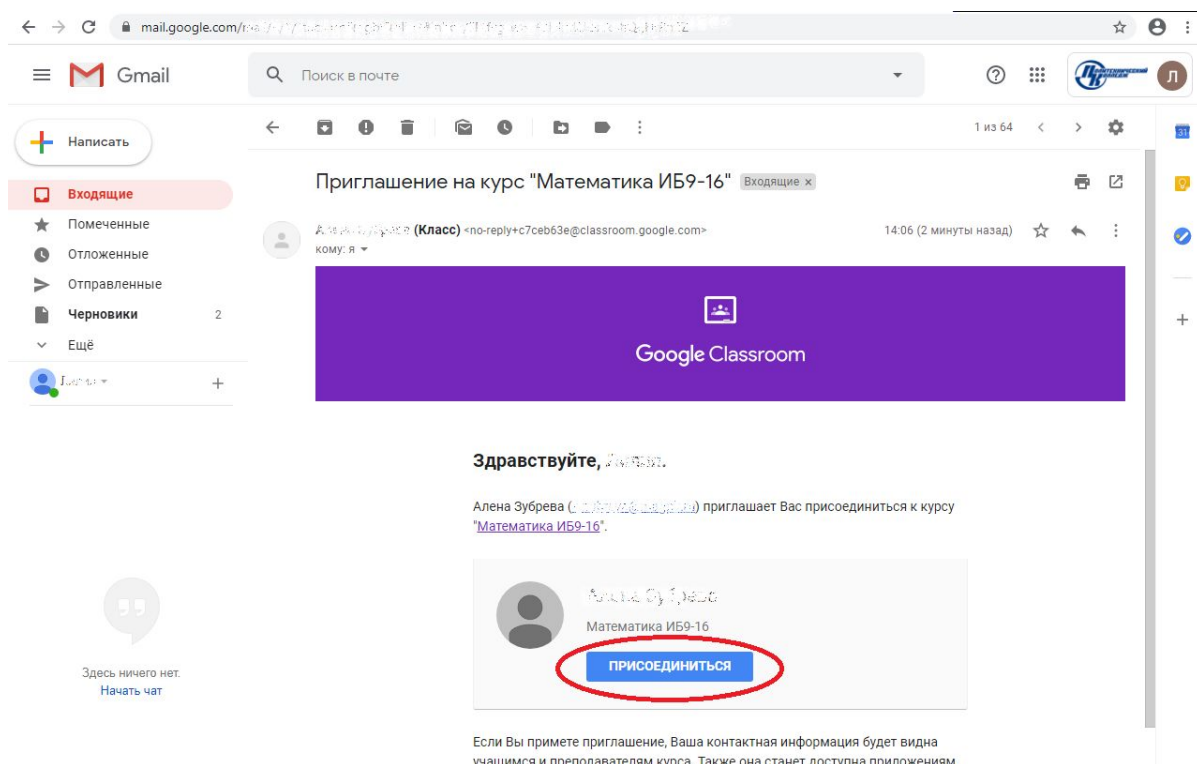 mail.google.com/
Gmail
Поиск в почте
ПОЛИТЕХНИЧЕСКИЙ КОЛЛЕДЖ
Л
Написать
1 из 64
31
Входящие
Помеченные
Отложенные
Отправленные
Черновики 2
Ещё
Приглашение на курс "Математика ИБ9-16" Входящие x
(Класс) <no-reply+c7ceb63e@classroom.google.com> 14:06 (2 минуты назад)
кому: я
Google Classroom
Здравствуйте,
Алена Зубрева ( ) приглашает Вас присоединиться к курсу
"Математика ИБ9-16".
Математика ИБ9-16
ПРИСОЕДИНИТЬСЯ
Здесь ничего нет.
Начать чат
Если Вы примете приглашение, Ваша контактная информация будет видна
учащимся и преподавателям курса. Также она станет доступна приложениям,